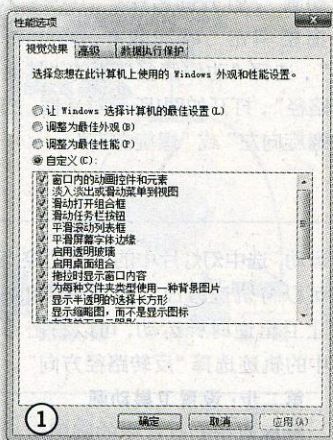 性能选项
视觉效果 高级 数据执行保护
选择您想在此计算机上使用的 Windows 外观和性能设置。
让 Windows 选择计算机的最佳设置(L)
调整为最佳外观(B)
调整为最佳性能(P)
自定义(C):
窗口内的动画控件和元素
淡入淡出或滑动菜单到视图
滑动打开组合框
滑动任务栏按钮
平滑滚动列表框
平滑屏幕字体边缘
启用透明玻璃
启用桌面组合
拖拉时显示窗口内容
为每种文件夹类型使用一种背景图片
显示半透明的选择长方形
显示缩略图，而不是显示图标
① 确定 取消 应用(A)